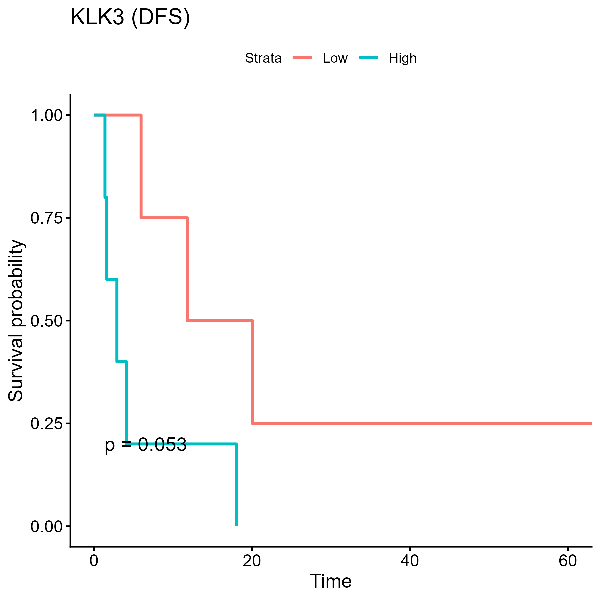 KLK3 (DFS)
Strata Low High
Survival probability
1.00
0.75
0.50
0.25
0.00
p = 0.053
0 20 40 60
Time